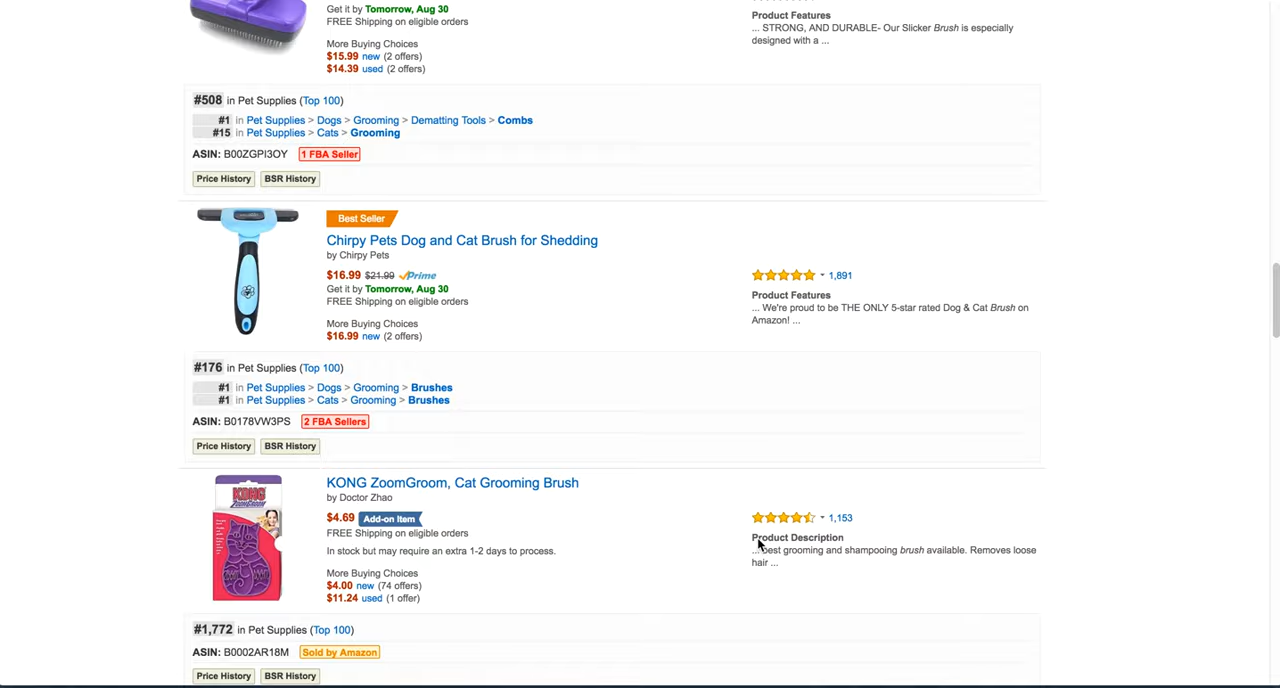 Get it by Tomorrow, Aug 30
FREE Shipping on eligible orders
More Buying Choices
$15.99 new (2 offers)
$14.39 used (2 offers)
Product Features
... STRONG, AND DURABLE- Our Slicker Brush is especially
designed with a ...
#508 in Pet Supplies (Top 100)
#1 in Pet Supplies > Dogs > Grooming > Dematting Tools > Combs
#15 in Pet Supplies > Cats > Grooming
ASIN: B00ZGPI3OY 1 FBA Seller
Price History BSR History
Best Seller
Chirpy Pets Dog and Cat Brush for Shedding
by Chirpy Pets
$16.99 $21.99 Prime
Get it by Tomorrow, Aug 30
FREE Shipping on eligible orders
More Buying Choices
$16.99 new (2 offers)
1,891
Product Features
... We're proud to be THE ONLY 5-star rated Dog & Cat Brush on
Amazon! ...
#176 in Pet Supplies (Top 100)
#1 in Pet Supplies > Dogs > Grooming > Brushes
#1 in Pet Supplies > Cats > Grooming > Brushes
ASIN: B0178VW3PS 2 FBA Sellers
Price History BSR History
KONG
ZOOMGROOM
KONG ZoomGroom, Cat Grooming Brush
by Doctor Zhao
$4.69 Add-on Item
FREE Shipping on eligible orders
In stock but may require an extra 1-2 days to process.
More Buying Choices
$4.00 new (74 offers)
$11.24 used (1 offer)
1,153
Product Description
... best grooming and shampooing brush available. Removes loose
hair ...
#1,772 in Pet Supplies (Top 100)
ASIN: B0002AR18M Sold by Amazon
Price History BSR History